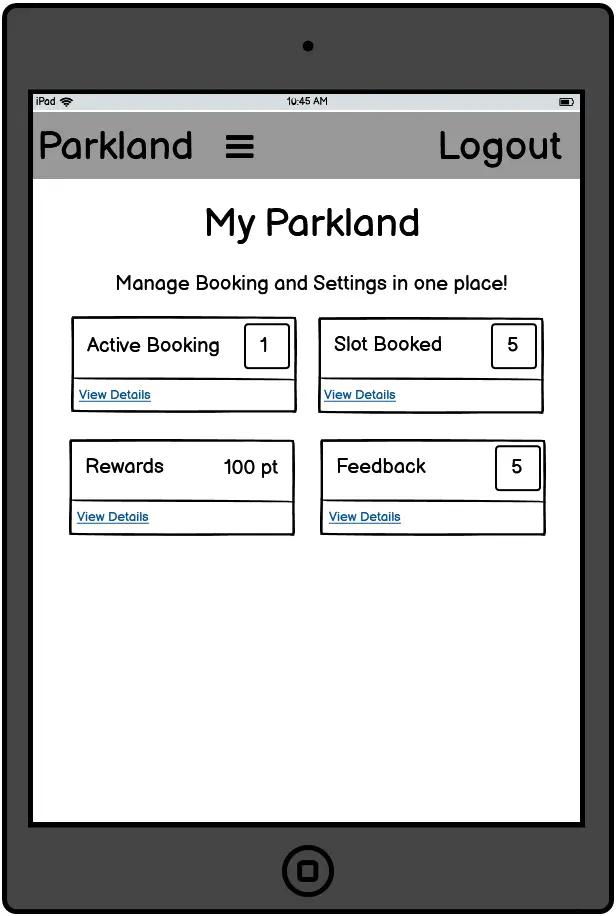 iPad 10:45 AM
Parkland Logout
My Parkland
Manage Booking and Settings in one place!
Active Booking 1
View Details
Slot Booked 5
View Details
Rewards 100 pt
View Details
Feedback 5
View Details